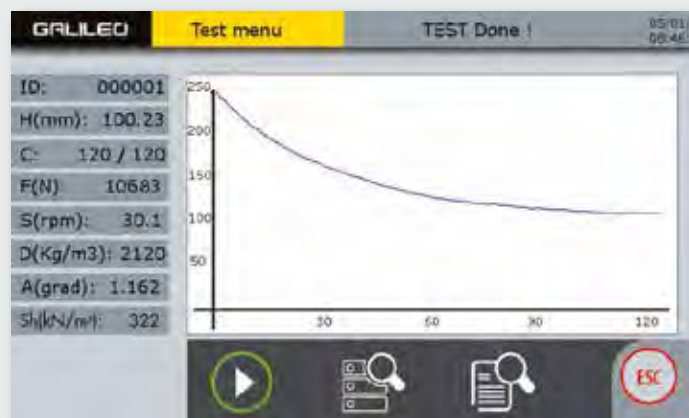 GALILEO Test menu TEST Done ! 05/01
08:46
ID: 000001
H(mm): 100.23
C: 120 / 120
F(N) 10683
S(rpm): 30.1
D(Kg/m3): 2120
A(grad): 1.162
Sh(kN/m²): 322
250
200
150
100
50
30 60 90 120
ESC